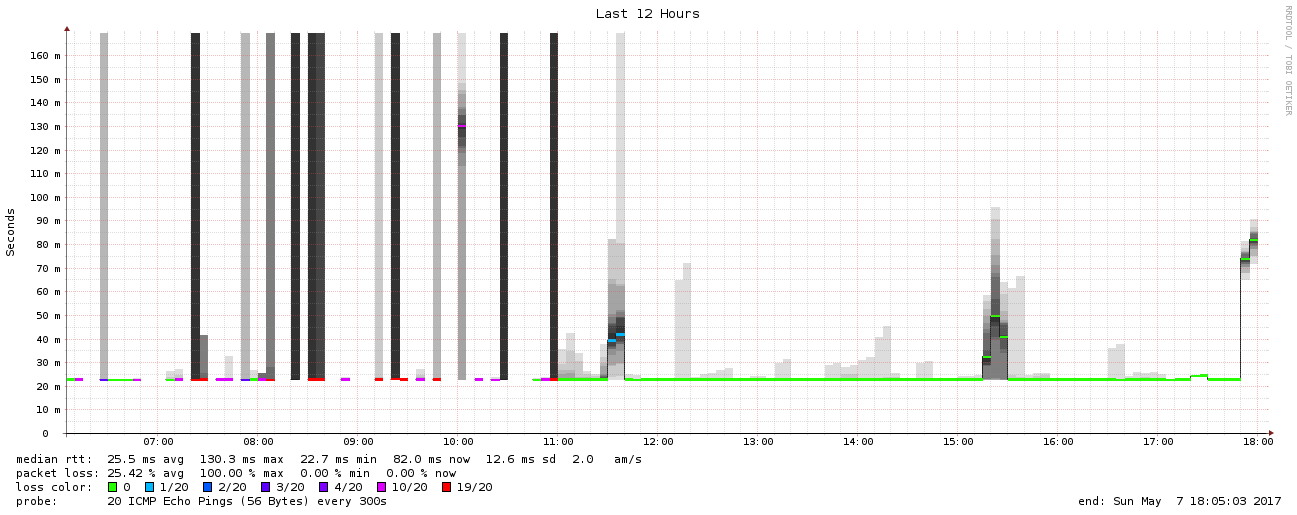 Last 12 Hours
RRDTOOL / TOBI OETIKER
Seconds
160 m
150 m
140 m
130 m
120 m
110 m
100 m
90 m
80 m
70 m
60 m
50 m
40 m
30 m
20 m
10 m
0
07:00 08:00 09:00 10:00 11:00 12:00 13:00 14:00 15:00 16:00 17:00 18:00
median rtt: 25.5 ms avg 130.3 ms max 22.7 ms min 82.0 ms now 12.6 ms sd 2.0 am/s
packet loss: 25.42 % avg 100.00 % max 0.00 % min 0.00 % now
loss color: 0 1/20 2/20 3/20 4/20 10/20 19/20
probe: 20 ICMP Echo Pings (56 Bytes) every 300s end: Sun May 7 18:05:03 2017